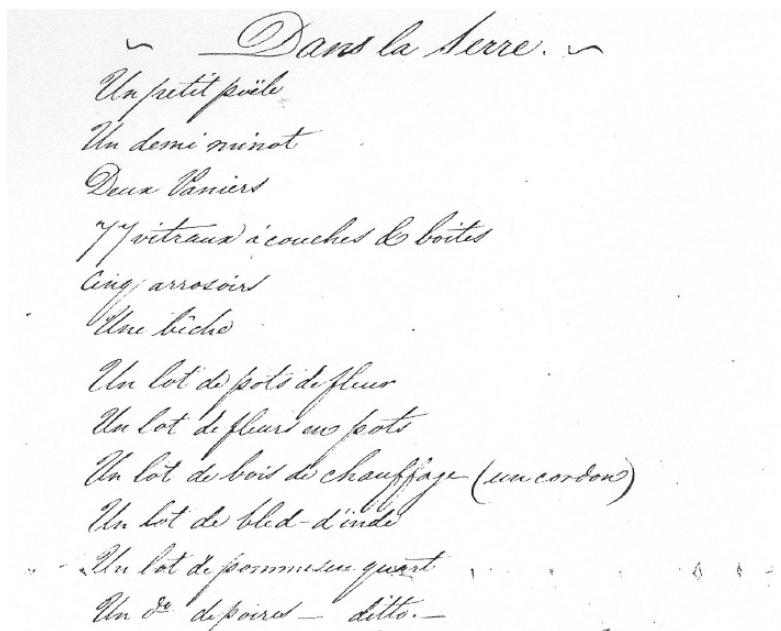 Dans la Serre.
Un petit poële
Un demi minot
Deux Paniers
77 vitraux à couches & boites
Cinq arrosoirs
Une bêche
Un lot de pots de fleur
Un lot de fleurs en pots
Un lot de bois de chauffage (un cordon)
Un lot de bled-d'inde
Un lot de pommes en quart
Un do de poires — ditto. —